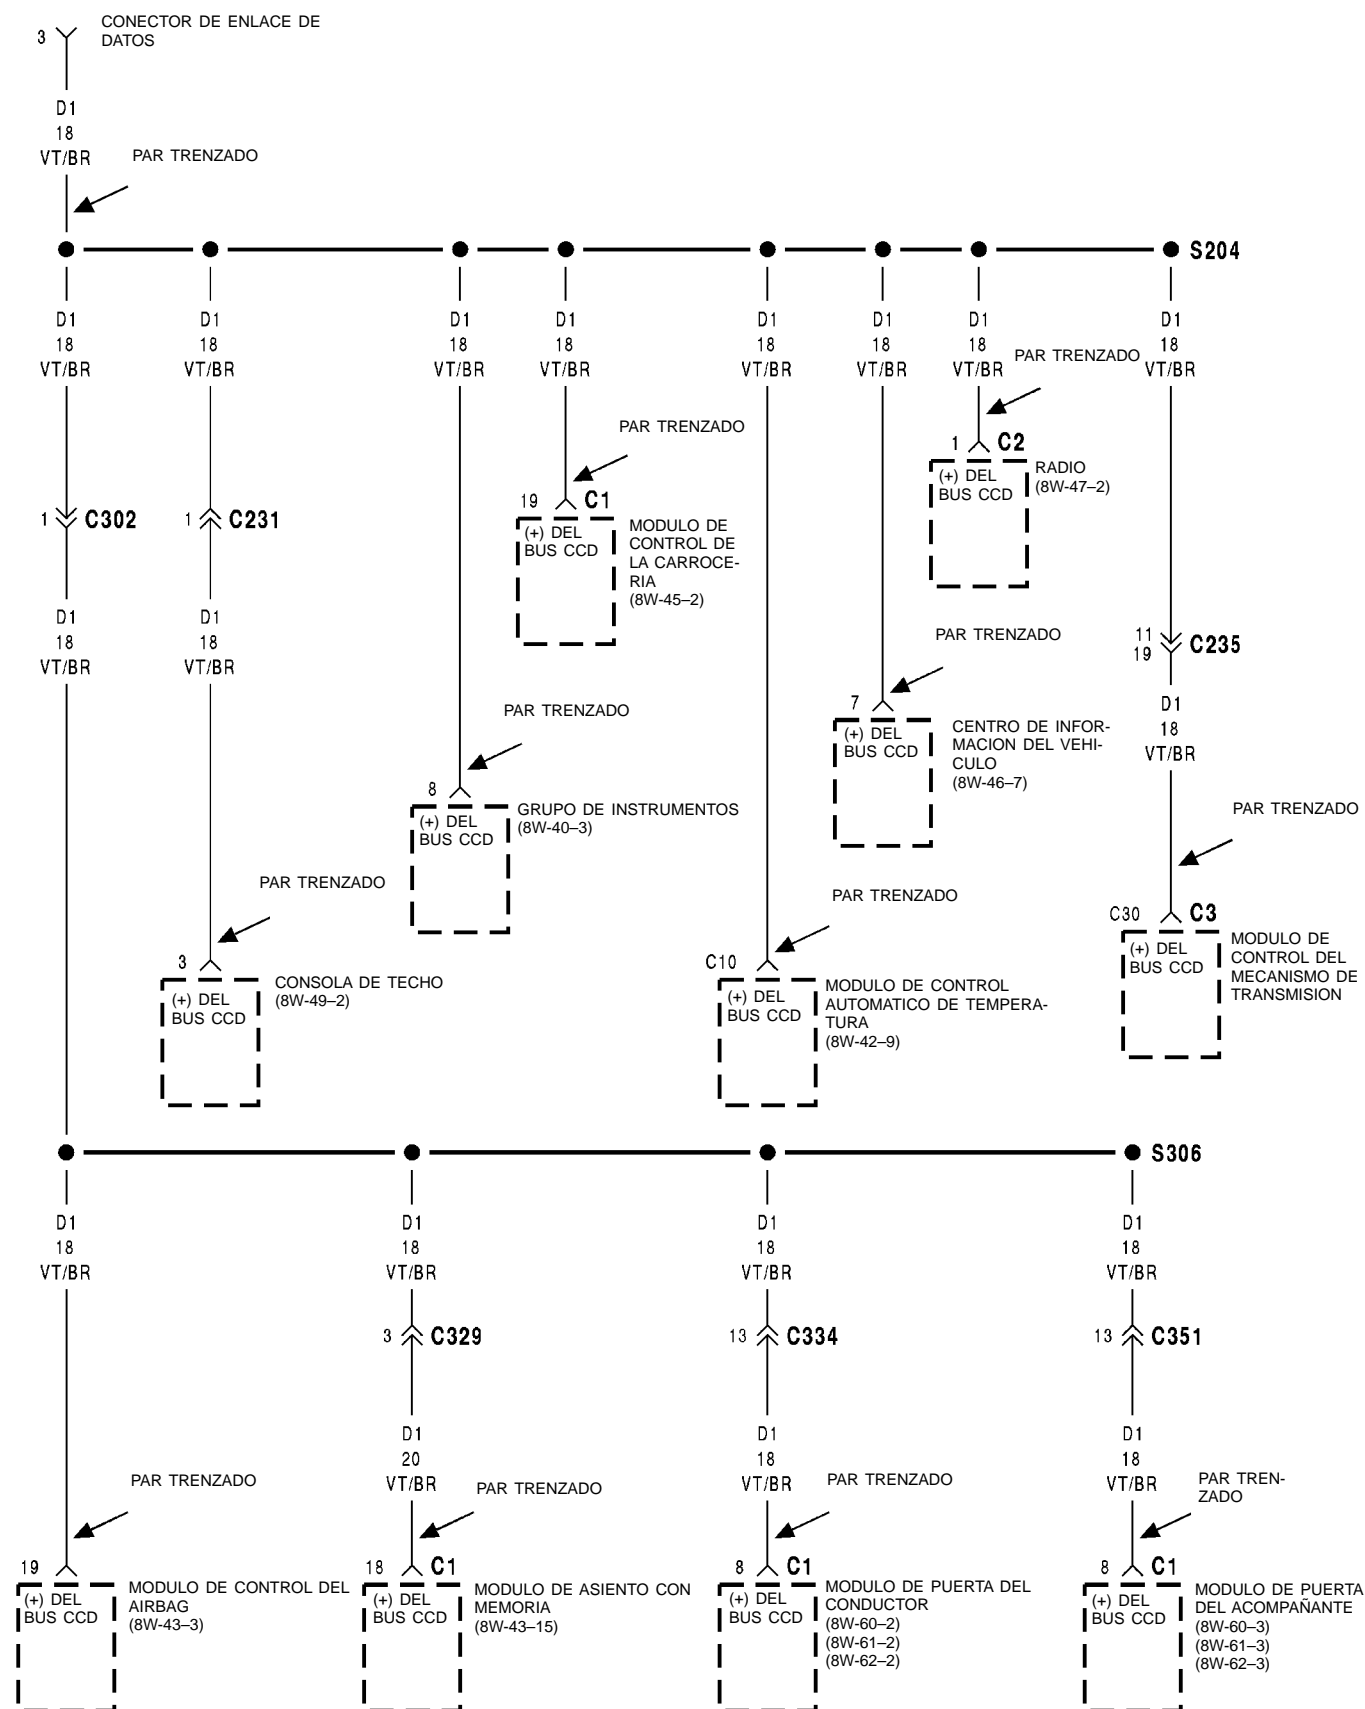 CONECTOR DE ENLACE DE
DATOS
3
D1
18
VT/BR
PAR TRENZADO
S204
D1 D1 D1 D1 D1 D1 D1 D1
18 18 18 18 18 18 18 18
VT/BR VT/BR VT/BR VT/BR VT/BR VT/BR VT/BR VT/BR
PAR TRENZADO
1 C2
(+) DEL
BUS CCD
RADIO
(8W-47–2)
PAR TRENZADO
19 C1
(+) DEL
BUS CCD
MODULO DE
CONTROL DE
LA CARROCE-
RIA
(8W-45–2)
1 C302
1 C231
D1 D1
18 18
VT/BR VT/BR
11
19
C235
D1
18
VT/BR
PAR TRENZADO
7
(+) DEL
BUS CCD
CENTRO DE INFOR-
MACION DEL VEHI-
CULO
(8W-46–7)
PAR TRENZADO
8
(+) DEL
BUS CCD
GRUPO DE INSTRUMENTOS
(8W-40–3)
PAR TRENZADO
C30 C3
(+) DEL
BUS CCD
MODULO DE
CONTROL DEL
MECANISMO DE
TRANSMISION
PAR TRENZADO
3
(+) DEL
BUS CCD
CONSOLA DE TECHO
(8W-49–2)
PAR TRENZADO
C10
(+) DEL
BUS CCD
MODULO DE CONTROL
AUTOMATICO DE TEMPERA-
TURA
(8W-42–9)
S306
D1 D1 D1 D1
18 18 18 18
VT/BR VT/BR VT/BR VT/BR
3 C329
13 C334
13 C351
D1 D1 D1
20 18 18
VT/BR VT/BR VT/BR
PAR TRENZADO
19
(+) DEL
BUS CCD
MODULO DE CONTROL DEL
AIRBAG
(8W-43–3)
PAR TRENZADO
18 C1
(+) DEL
BUS CCD
MODULO DE ASIENTO CON
MEMORIA
(8W-43–15)
PAR TRENZADO
8 C1
(+) DEL
BUS CCD
MODULO DE PUERTA DEL
CONDUCTOR
(8W-60–2)
(8W-61–2)
(8W-62–2)
PAR TREN-
ZADO
8 C1
(+) DEL
BUS CCD
MODULO DE PUERTA
DEL ACOMPAÑANTE
(8W-60–3)
(8W-61–3)
(8W-62–3)